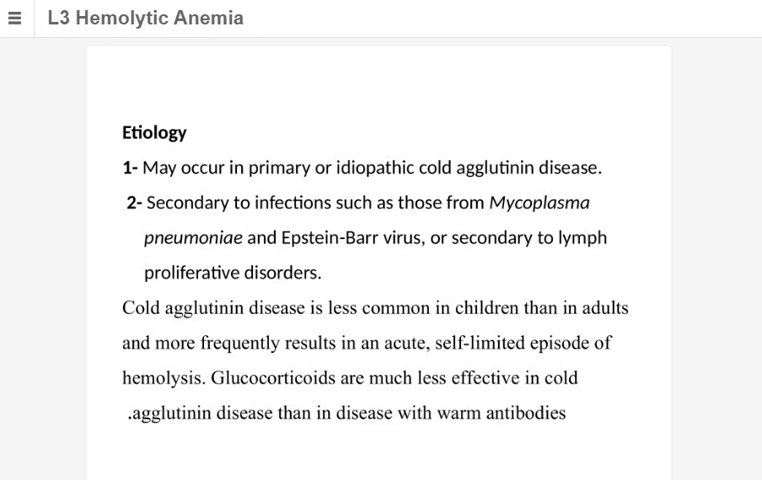 L3 Hemolytic Anemia
Etiology
1- May occur in primary or idiopathic cold agglutinin disease.
2- Secondary to infections such as those from Mycoplasma
pneumoniae and Epstein-Barr virus, or secondary to lymph
proliferative disorders.
Cold agglutinin disease is less common in children than in adults
and more frequently results in an acute, self-limited episode of
hemolysis. Glucocorticoids are much less effective in cold
.agglutinin disease than in disease with warm antibodies